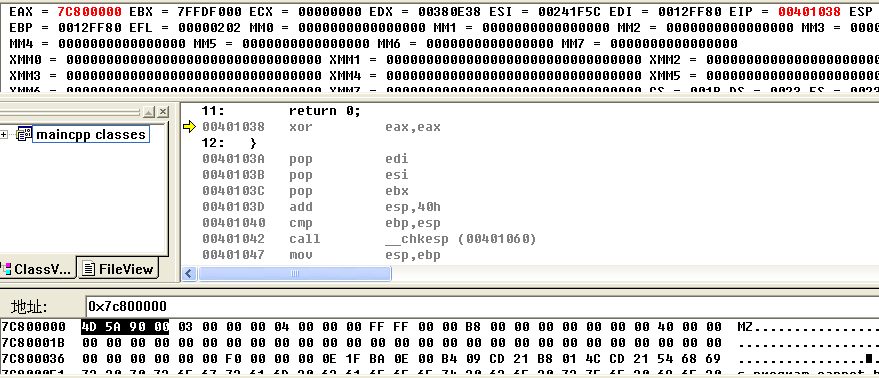 EAX = 7C800000 EBX = 7FFDF000 ECX = 00000000 EDX = 00380E38 ESI = 00241F5C EDI = 0012FF80 EIP = 00401038 ESP
EBP = 0012FF80 EFL = 00000202 MM0 = 0000000000000000 MM1 = 0000000000000000 MM2 = 0000000000000000 MM3 = 0000
MM4 = 0000000000000000 MM5 = 0000000000000000 MM6 = 0000000000000000 MM7 = 0000000000000000
XMM0 = 00000000000000000000000000000000 XMM1 = 00000000000000000000000000000000 XMM2 =
XMM3 = 00000000000000000000000000000000 XMM4 = 00000000000000000000000000000000 XMM5 =
11: return 0;
00401038 xor eax,eax
12: }
0040103A pop edi
0040103B pop esi
0040103C pop ebx
0040103D add esp,40h
00401040 cmp ebp,esp
00401042 call __chkesp (00401060)
00401047 mov esp,ebp
maincpp classes
ClassV... FileView
地址: 0x7c800000
7C800000 4D 5A 90 00 03 00 00 00 04 00 00 00 FF FF 00 00 B8 00 00 00 00 00 00 00 40 00 00 MZ.............
7C80001B 00 00 00 00 00 00 00 00 00 00 00 00 00 00 00 00 00 00 00 00 00 00 00 00 00 00 00 ...............
7C800036 00 00 00 00 00 00 F0 00 00 00 0E 1F BA 0E 00 B4 09 CD 21 B8 01 4C CD 21 54 68 69